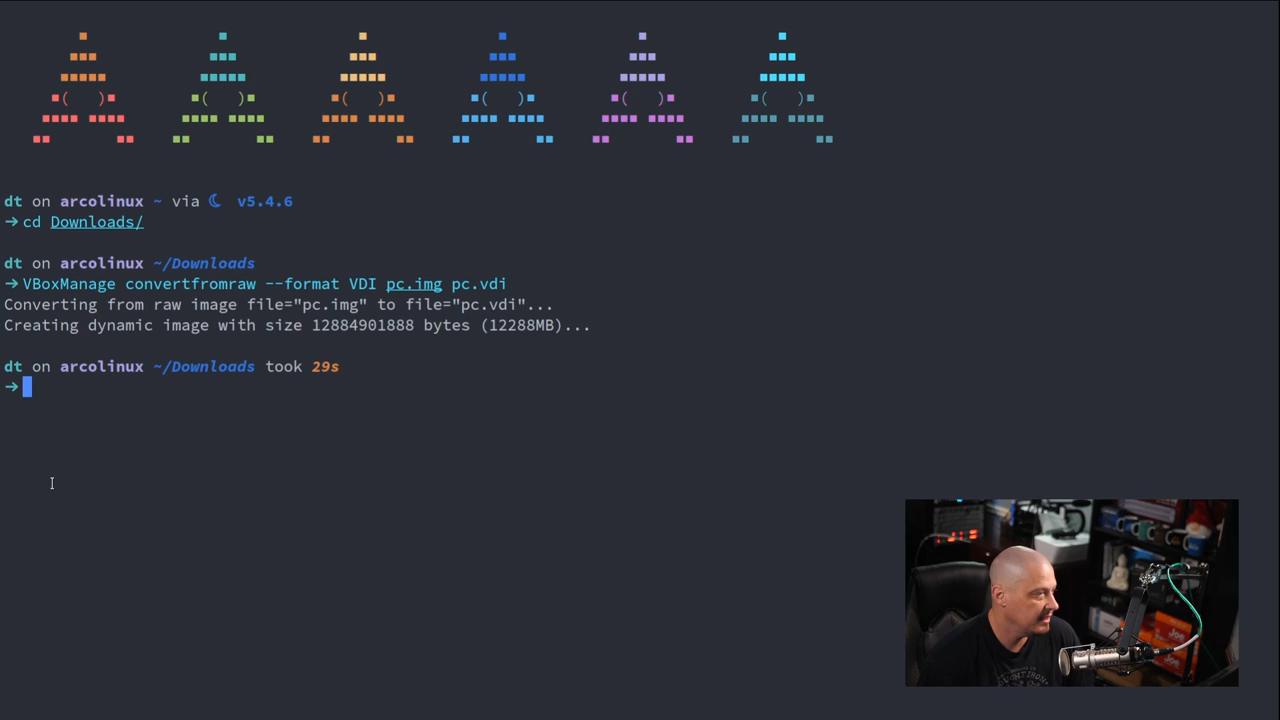 dt on arcolinux ~ via ☾ v5.4.6
→ cd Downloads/
dt on arcolinux ~/Downloads
→ VBoxManage convertfromraw --format VDI pc.img pc.vdi
Converting from raw image file="pc.img" to file="pc.vdi"...
Creating dynamic image with size 12884901888 bytes (12288MB)...
dt on arcolinux ~/Downloads took 29s
→
Joe